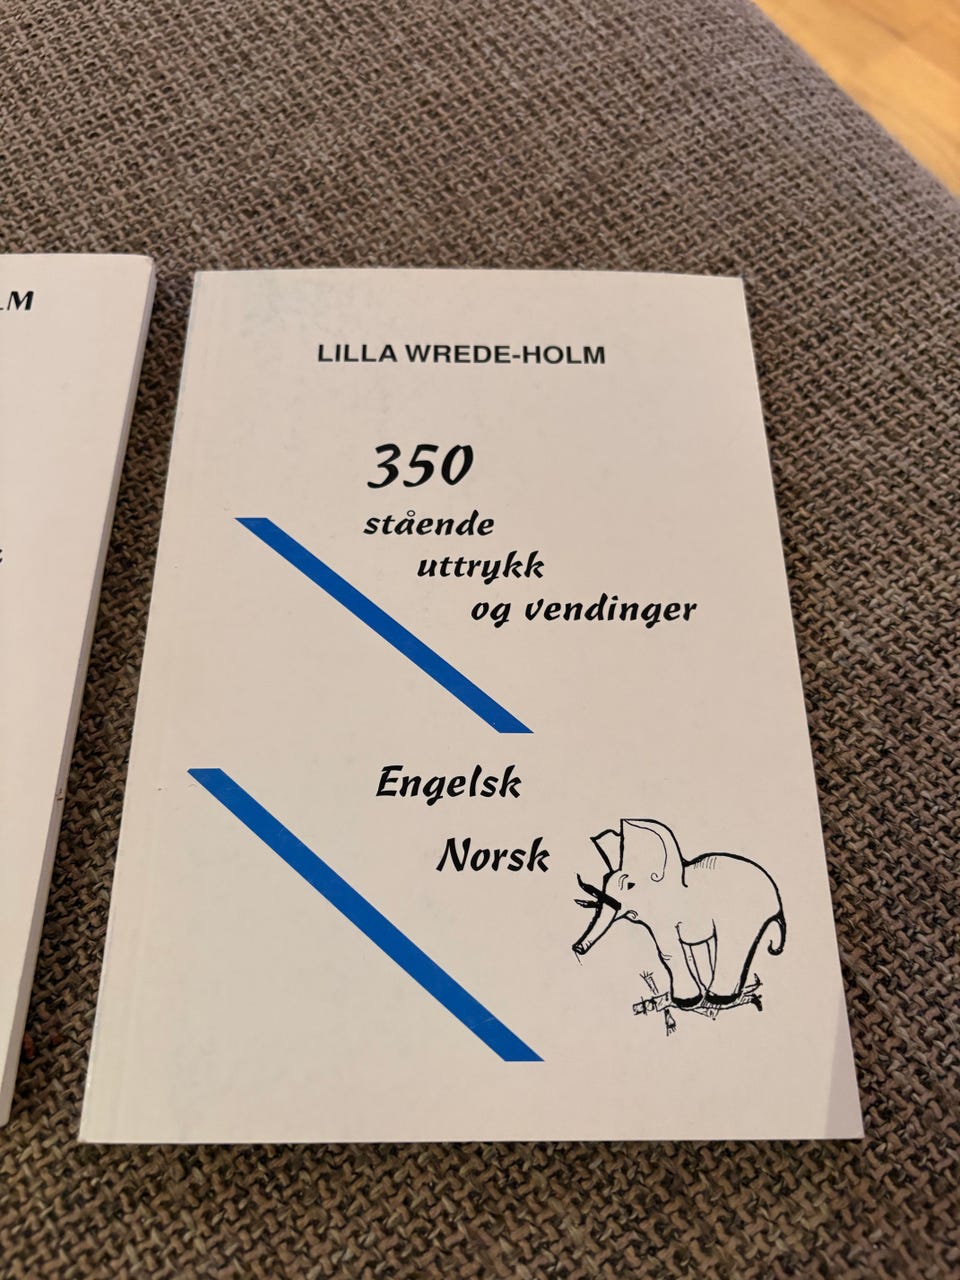 LILLA WREDE-HOLM
350
stående
uttrykk
og vendinger
Engelsk
Norsk